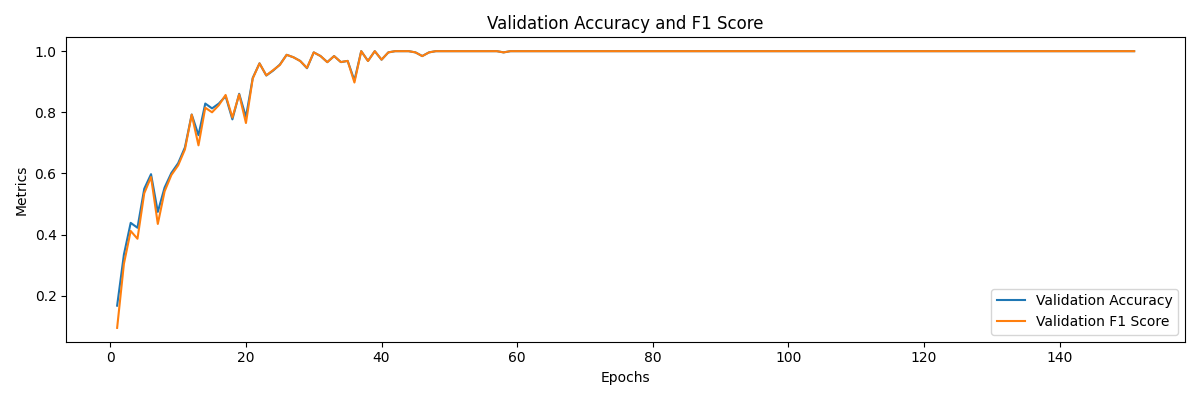 Validation Accuracy and F1 Score
1.0
0.8
0.6
0.4
0.2
Metrics
0 20 40 60 80 100 120 140
Epochs
Validation Accuracy
Validation F1 Score